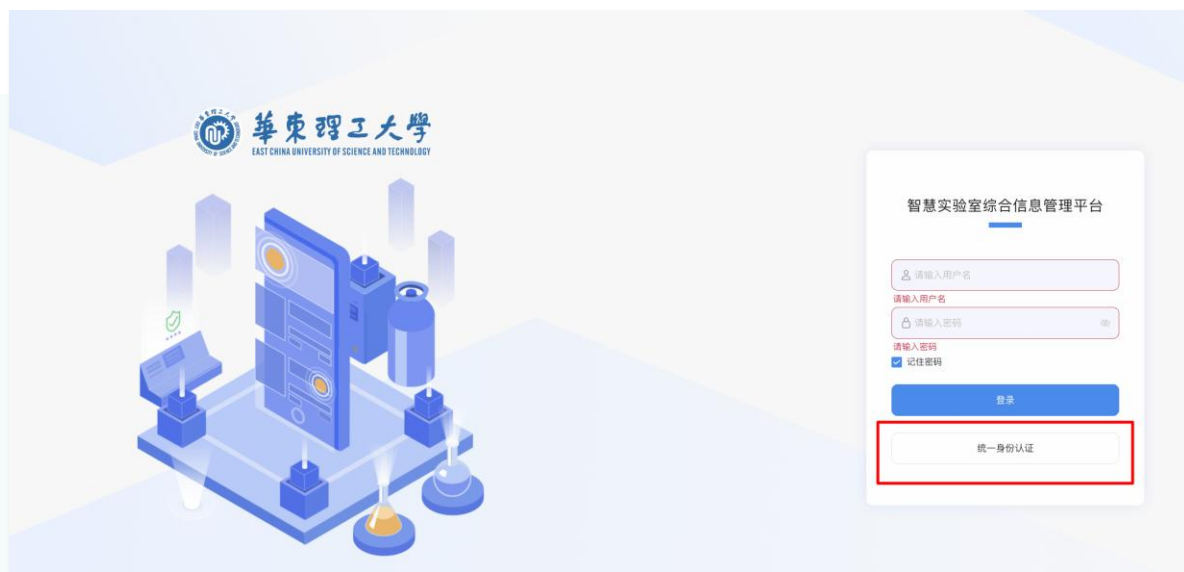 華東理工大學
EAST CHINA UNIVERSITY OF SCIENCE AND TECHNOLOGY
智慧实验室综合信息管理平台
请输入用户名
请输入用户名
请输入密码
请输入密码
记住密码
登录
统一身份认证